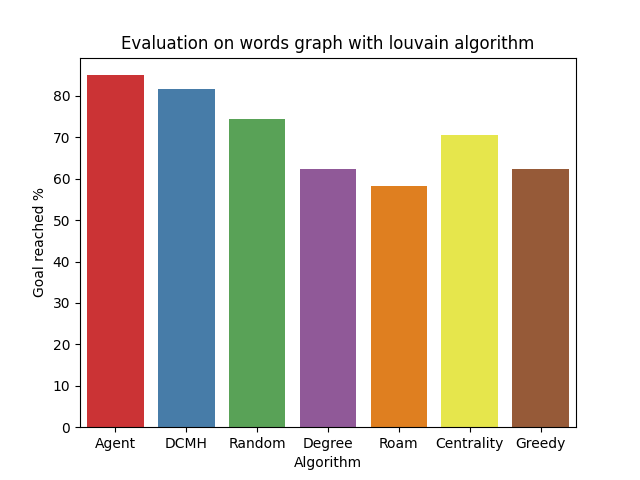 Evaluation on words graph with louvain algorithm
Goal reached %
80
70
60
50
40
30
20
10
0
Agent DCMH Random Degree Roam Centrality Greedy
Algorithm